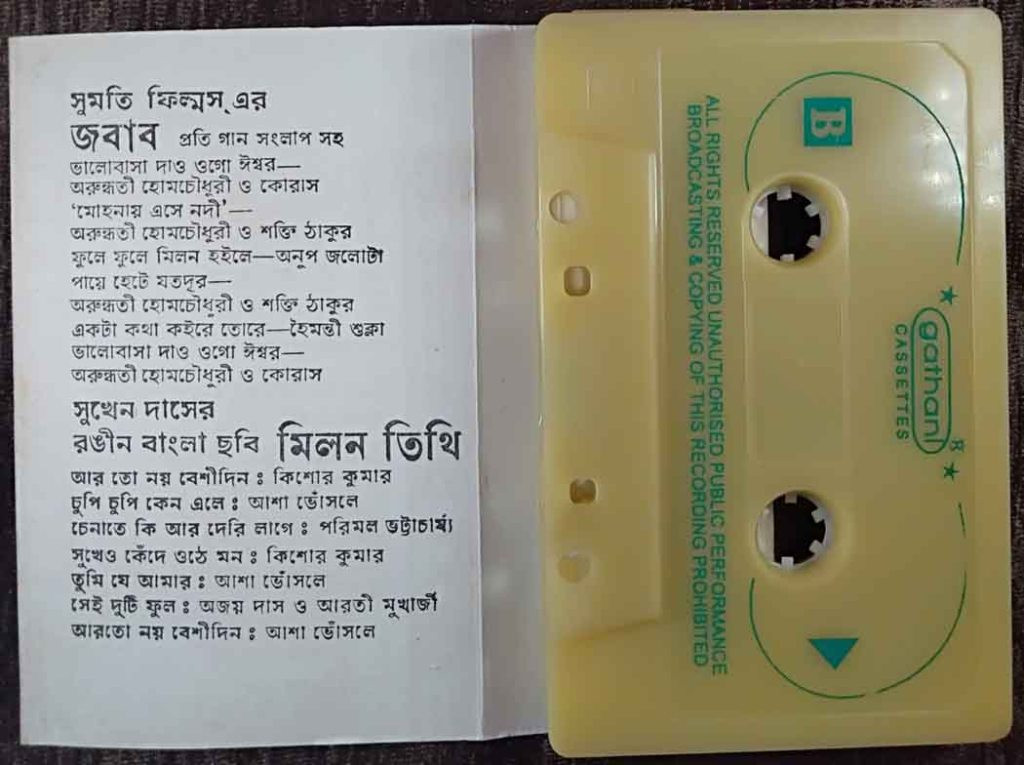 সুমতি ফিল্মস্ এর
জবাব প্রতি গান সংলাপ সহ
ভালোবাসা দাও ওগো ঈশ্বর—
অরুন্ধতী হোমচৌধুরী ও কোরাস
‘মোহনায় এসে নদী’—
অরুন্ধতী হোমচৌধুরী ও শক্তি ঠাকুর
ফুলে ফুলে মিলন হইলে—অনুপ জলোটা
পায়ে হেটে যতদূর—
অরুন্ধতী হোমচৌধুরী ও শক্তি ঠাকুর
একটা কথা কইরে তোরে—হৈমন্তী শুক্লা
ভালোবাসা দাও ওগো ঈশ্বর—
অরুন্ধতী হোমচৌধুরী ও কোরাস
সুখেন দাসের
রঙীন বাংলা ছবি মিলন তিথি
আর তো নয় বেশীদিন : কিশোর কুমার
চুপি চুপি কেন এলে : আশা ভোঁসলে
চেনাতে কি আর দেরি লাগে : পরিমল ভট্টাচার্য্য
সুখেও কেঁদে ওঠে মন : কিশোর কুমার
তুমি যে আমার : আশা ভোঁসলে
সেই দুটি ফুল : অজয় দাস ও আরতী মুখার্জী
আরতো নয় বেশীদিন : আশা ভোঁসলে
B
ALL RIGHTS RESERVED UNAUTHORISED PUBLIC PERFORMANCE
BROADCASTING & COPYING OF THIS RECORDING PROHIBITED
gathani R
CASSETTES